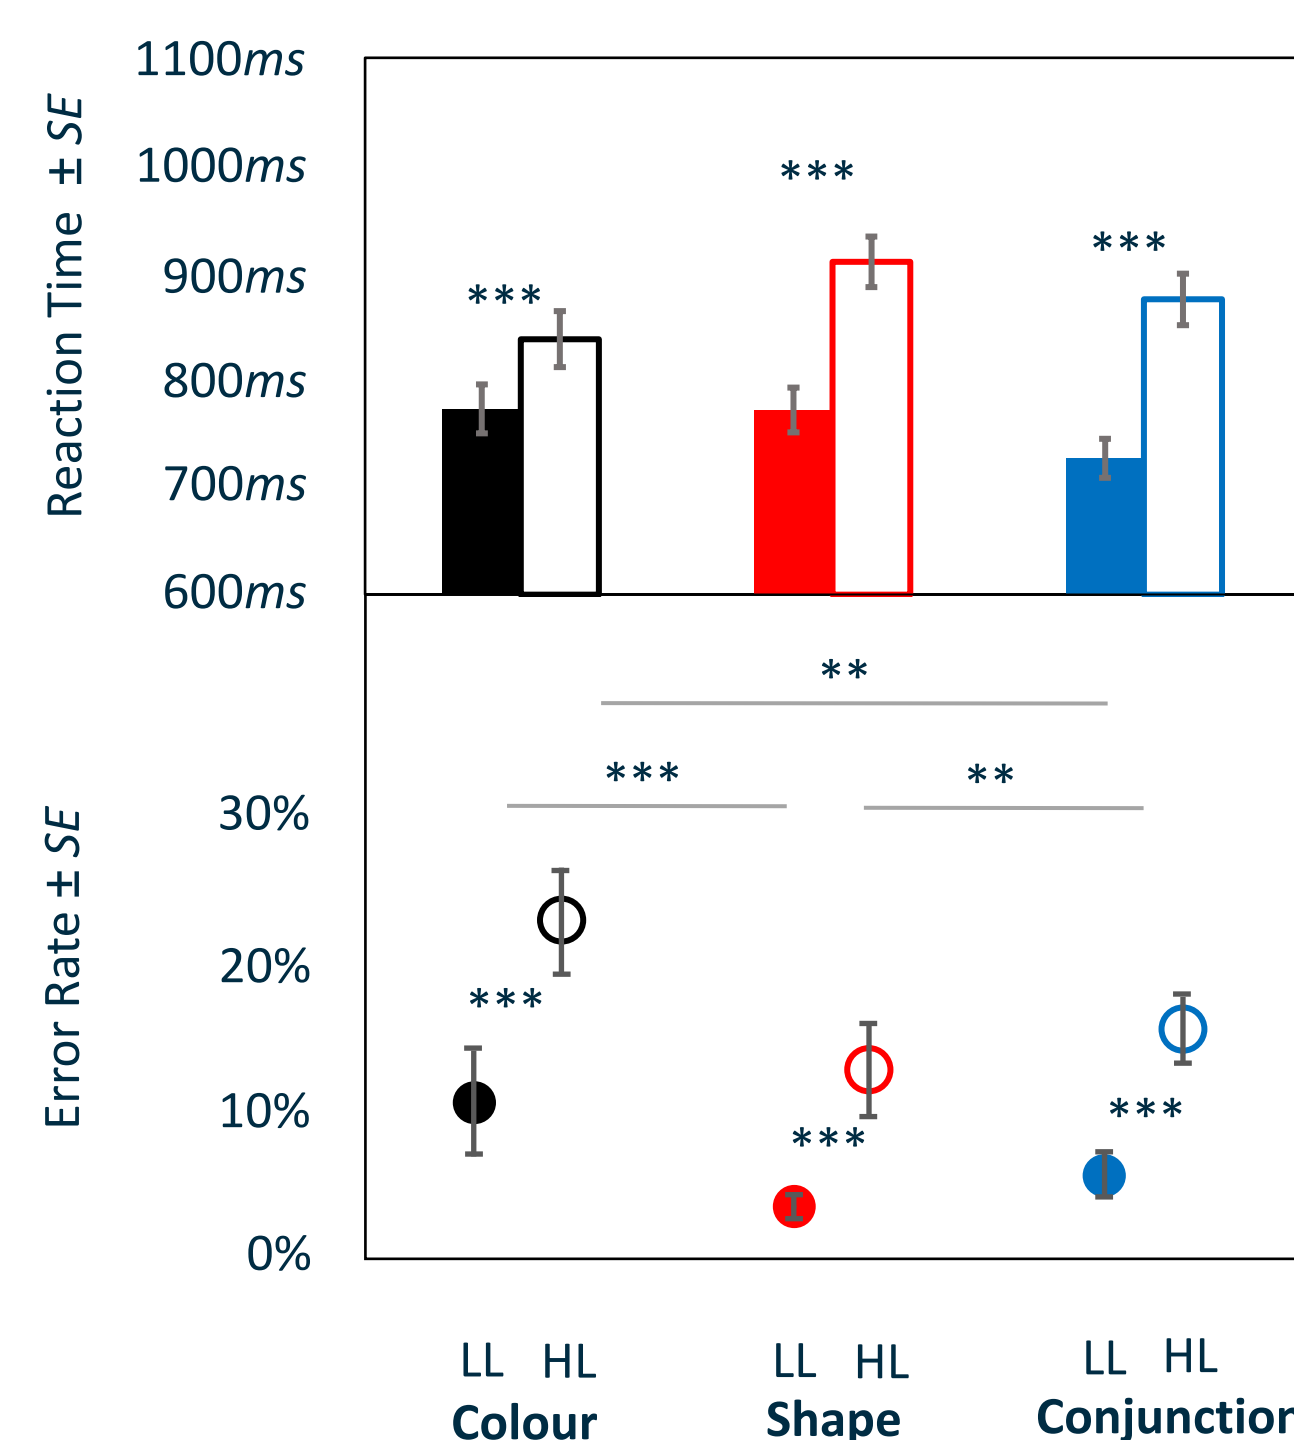 1100ms
1000ms
900ms
800ms
700ms
600ms
Reaction Time ± SE
***
***
***
**
***
**
30%
20%
10%
0%
Error Rate ± SE
***
***
***
LL HL LL HL LL HL
Colour Shape Conjunction